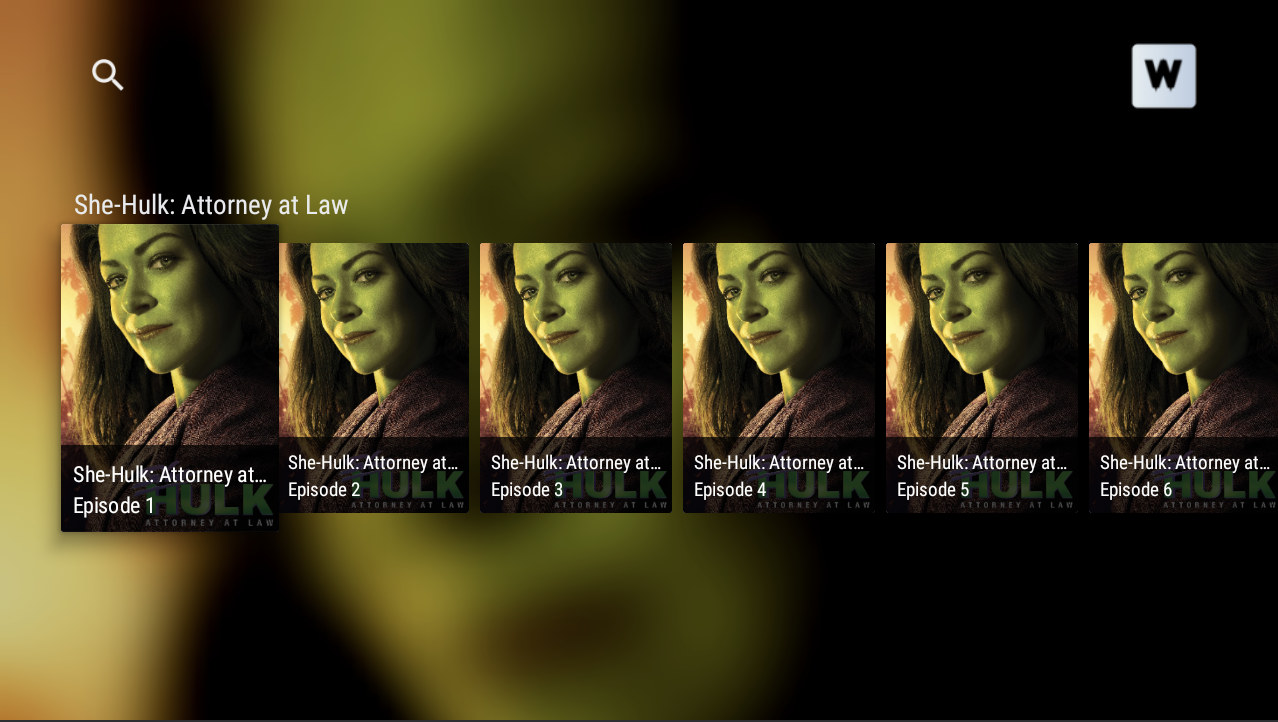 W
She-Hulk: Attorney at Law
She-Hulk: Attorney at...
Episode 1
HULK
ATTORNEY AT LAW
She-Hulk: Attorney at...
Episode 2
HULK
ATTORNEY AT LAW
She-Hulk: Attorney at...
Episode 3
HULK
ATTORNEY AT LAW
She-Hulk: Attorney at...
Episode 4
HULK
ATTORNEY AT LAW
She-Hulk: Attorney at...
Episode 5
HULK
ATTORNEY AT LAW
She-Hulk: Attorney at...
Episode 6
HULK
ATTORNEY AT LAW